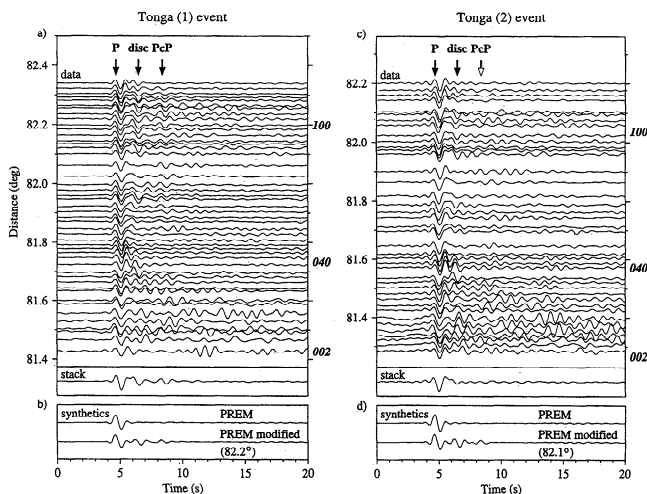 Tonga (1) event
a)
P disc PcP
data
82.4
82.2
82.0
81.8
81.6
81.4
Distance (deg)
100
040
002
stack
b)
synthetics
PREM
PREM modified
(82.2°)
0 5 10 15 20
Time (s)
Tonga (2) event
c)
P disc PcP
data
82.2
82.0
81.8
81.6
81.4
100
040
002
stack
d)
synthetics
PREM
PREM modified
(82.1°)
0 5 10 15 20
Time (s)